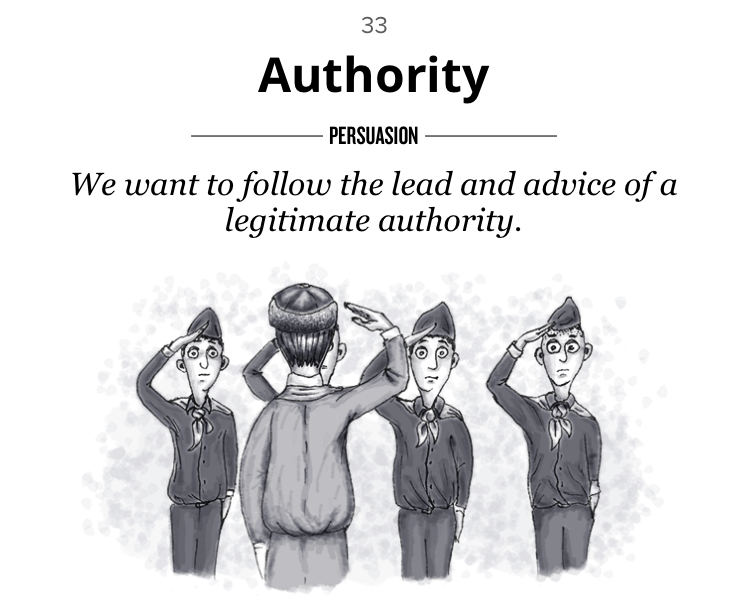 33
Authority
PERSUASION
We want to follow the lead and advice of a
legitimate authority.